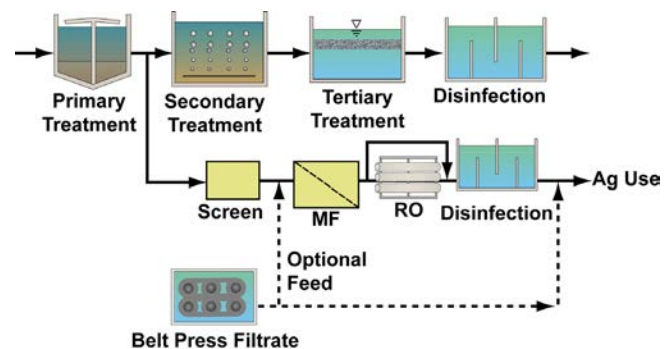 Primary
Treatment
Secondary
Treatment
Tertiary
Treatment
Disinfection
Screen
MF
RO
Disinfection
Ag Use
Optional
Feed
Belt Press Filtrate